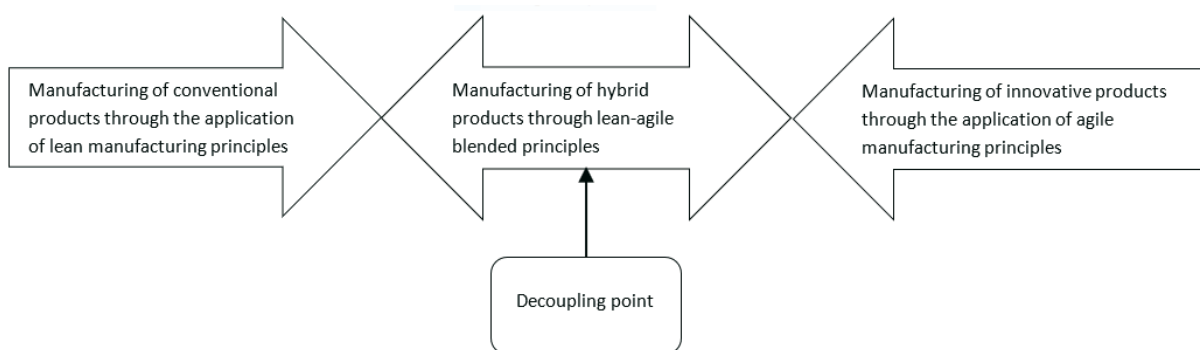 Manufacturing of conventional
products through the application
of lean manufacturing principles
Manufacturing of hybrid
products through lean-agile
blended principles
Manufacturing of innovative products
through the application of agile
manufacturing principles
Decoupling point